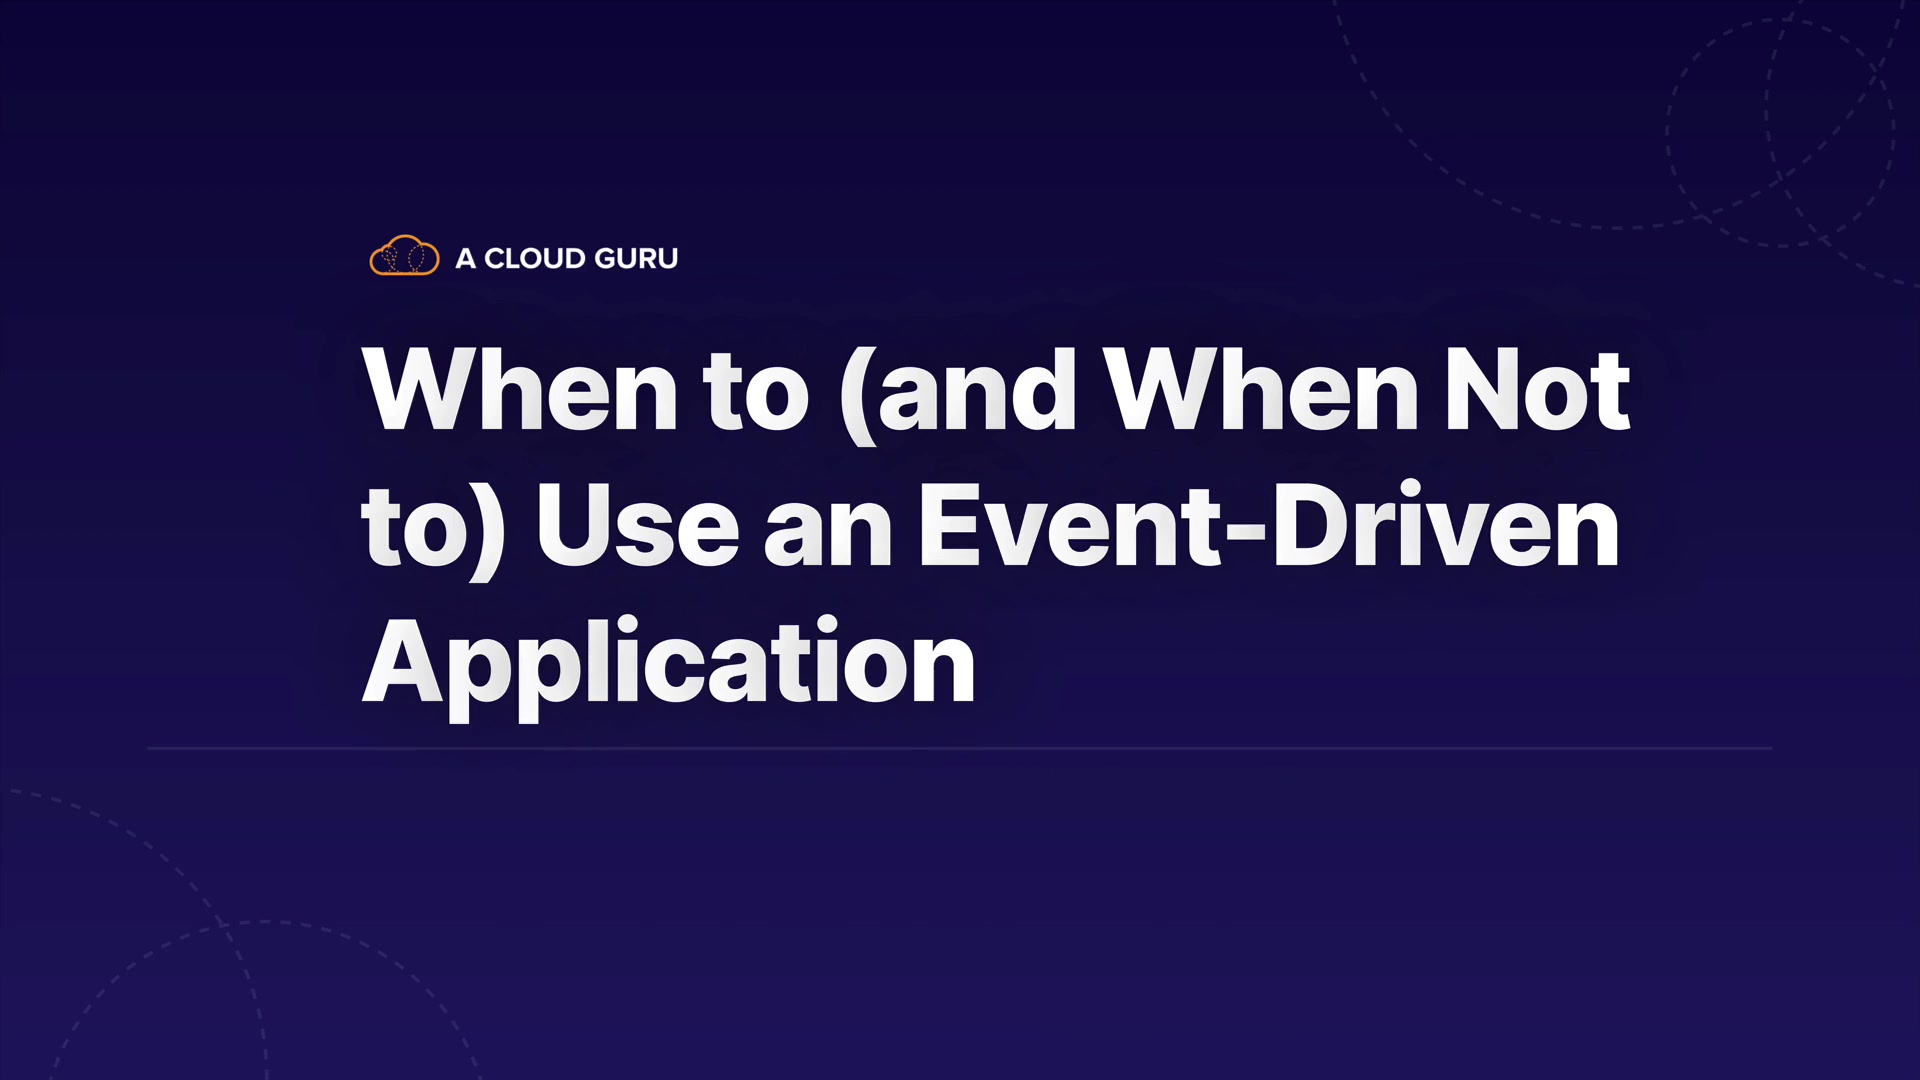 A CLOUD GURU
When to (and When Not
to) Use an Event-Driven
Application